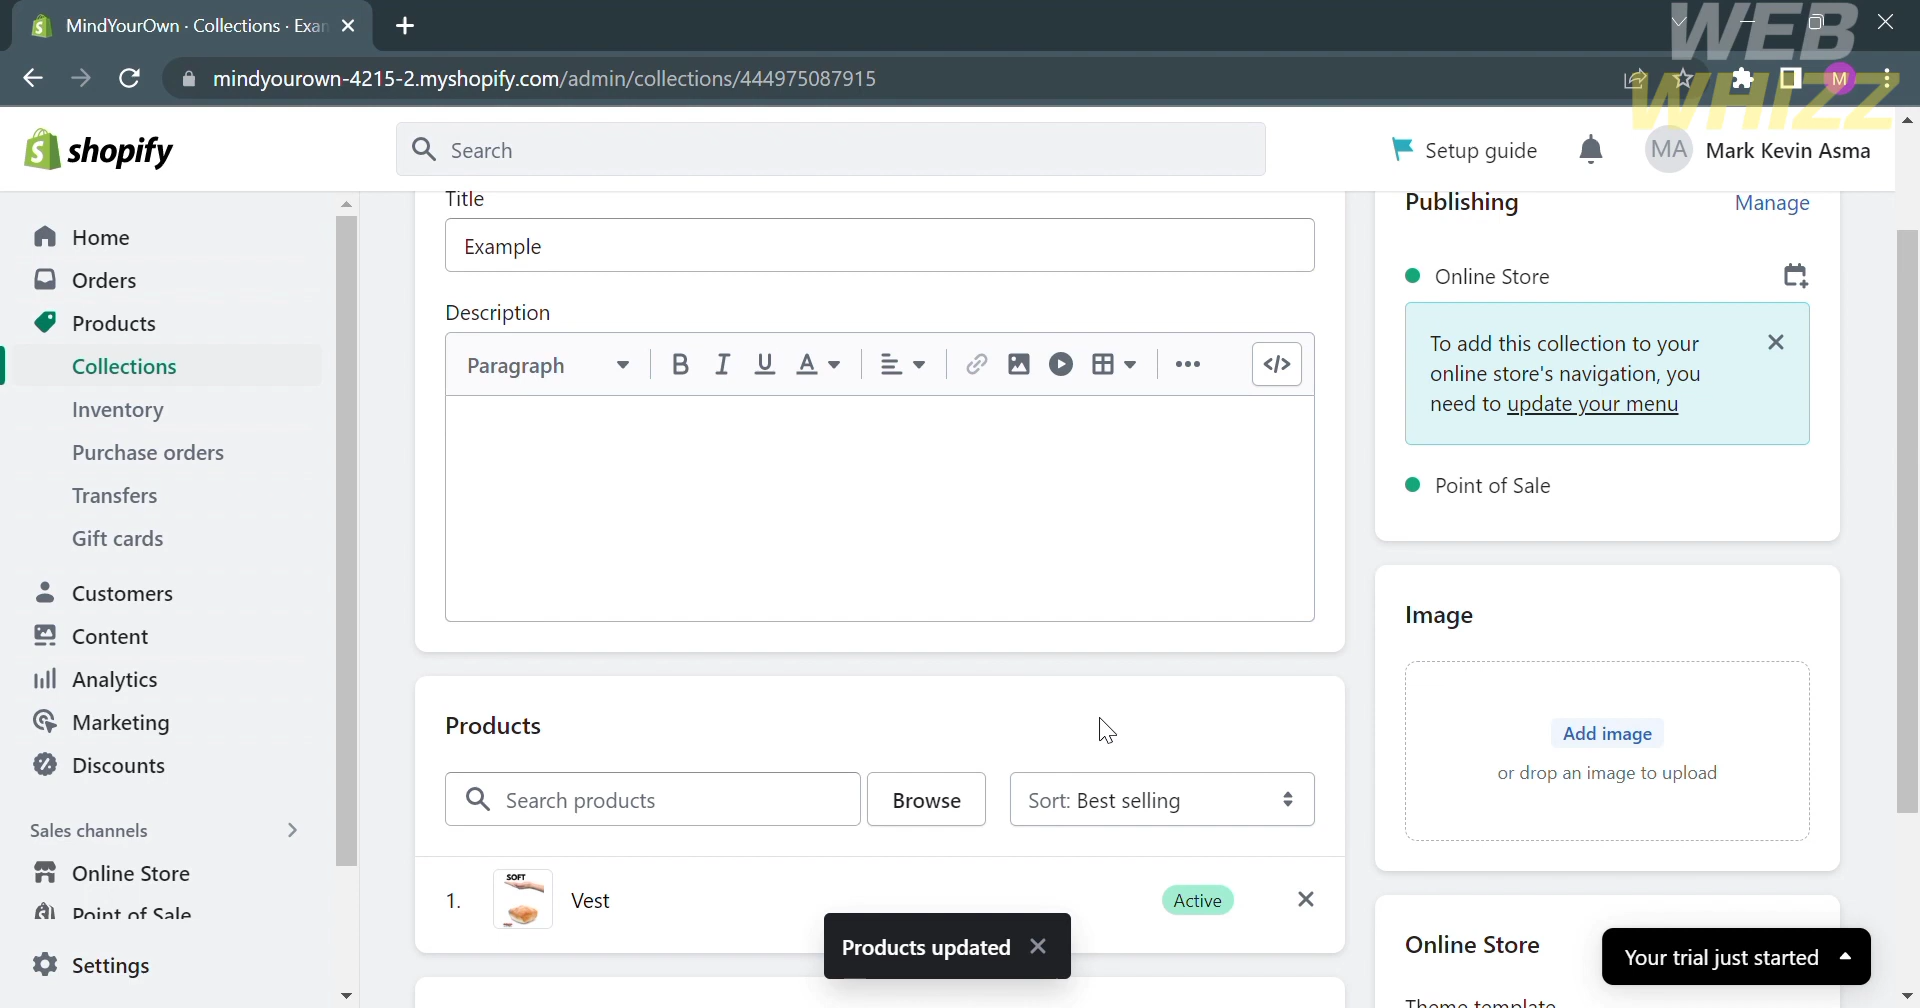 MindYourOwn · Collections · Exar
mindyourown-4215-2.myshopify.com/admin/collections/444975087915
M
WEB
WHIZZ
shopify
Search
Setup guide
MA
Mark Kevin Asma
Home
Orders
Products
Collections
Inventory
Purchase orders
Transfers
Gift cards
Customers
Content
Analytics
Marketing
Discounts
Sales channels
Online Store
Point of Sale
Settings
Title
Example
Description
Paragraph
B I U A
</>
Products
Search products
Browse
Sort: Best selling
1.
SOFT
Vest
Active
Products updated
Publishing
Manage
Online Store
To add this collection to your
online store's navigation, you
need to update your menu
Point of Sale
Image
Add image
or drop an image to upload
Online Store
Your trial just started
Theme template